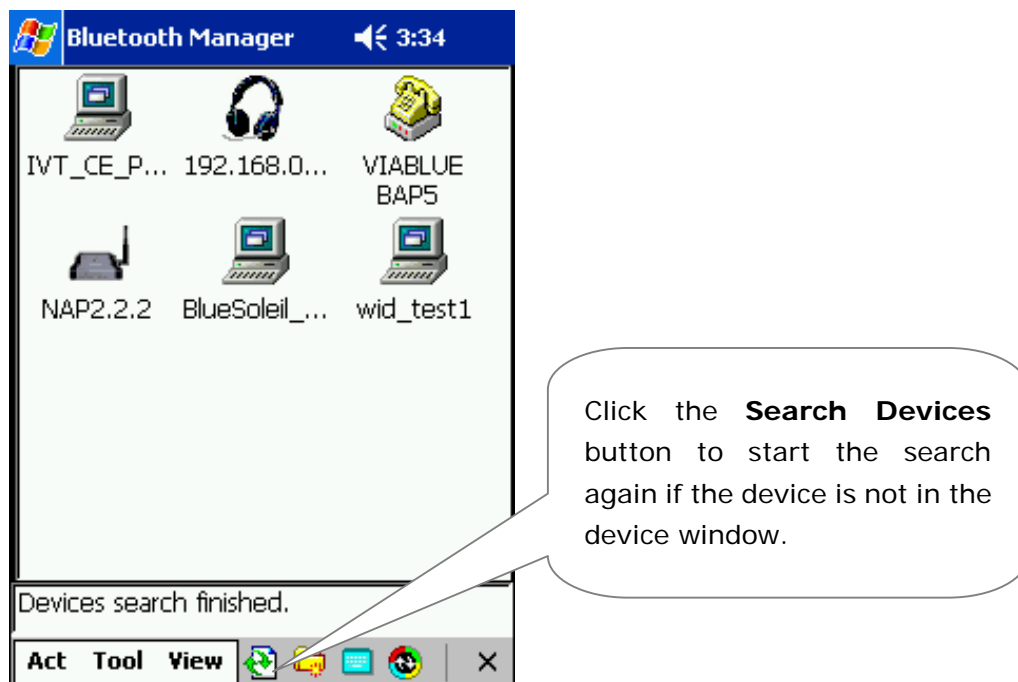 Bluetooth Manager 3:34
IVT_CE_P... 192.168.0... VIABLUE
BAP5
NAP2.2.2 BlueSoleil_... wid_test1
Click the Search Devices
button to start the search
again if the device is not in the
device window.
Devices search finished.
Act Tool View